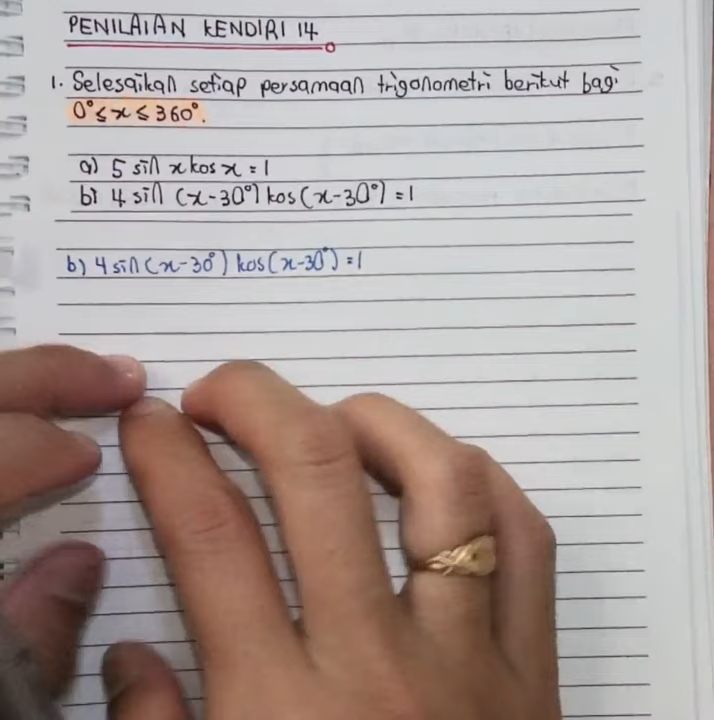 PENILAIAN KENDIRI 14
1. Selesaikan setiap persamaan trigonometri berikut bagi
0° ≤ x ≤ 360°.
a) 5 sin x kos x = 1
b) 4 sin (x-30°) kos (x-30°) = 1
b) 4 sin (x-30°) kos (x-30°) = 1